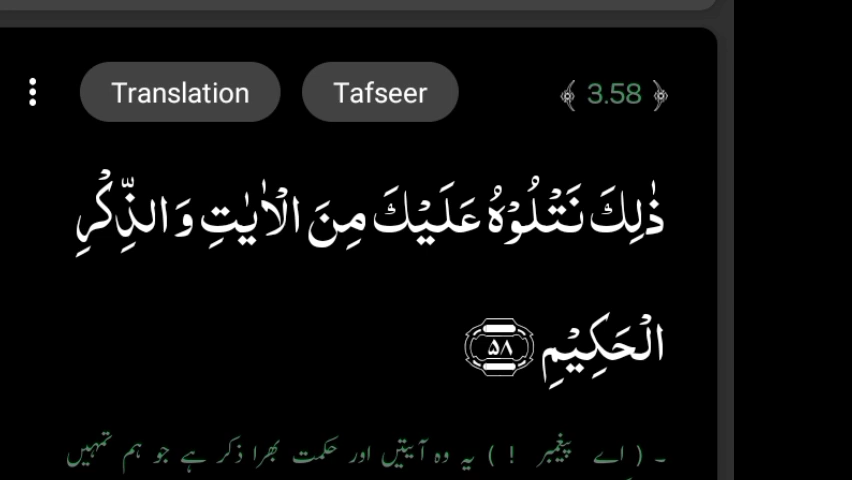 Translation Tafseer 3.58
ذٰلِكَ نَتْلُوْهُ عَلَيْكَ مِنَ الْاٰيٰتِ وَالذِّكْرِ
الْحَكِيْمِ ۵۸
۔ ( اے پیغمبر ! ) یہ وہ آیتیں اور حکمت بھرا ذکر ہے جو ہم تمہیں